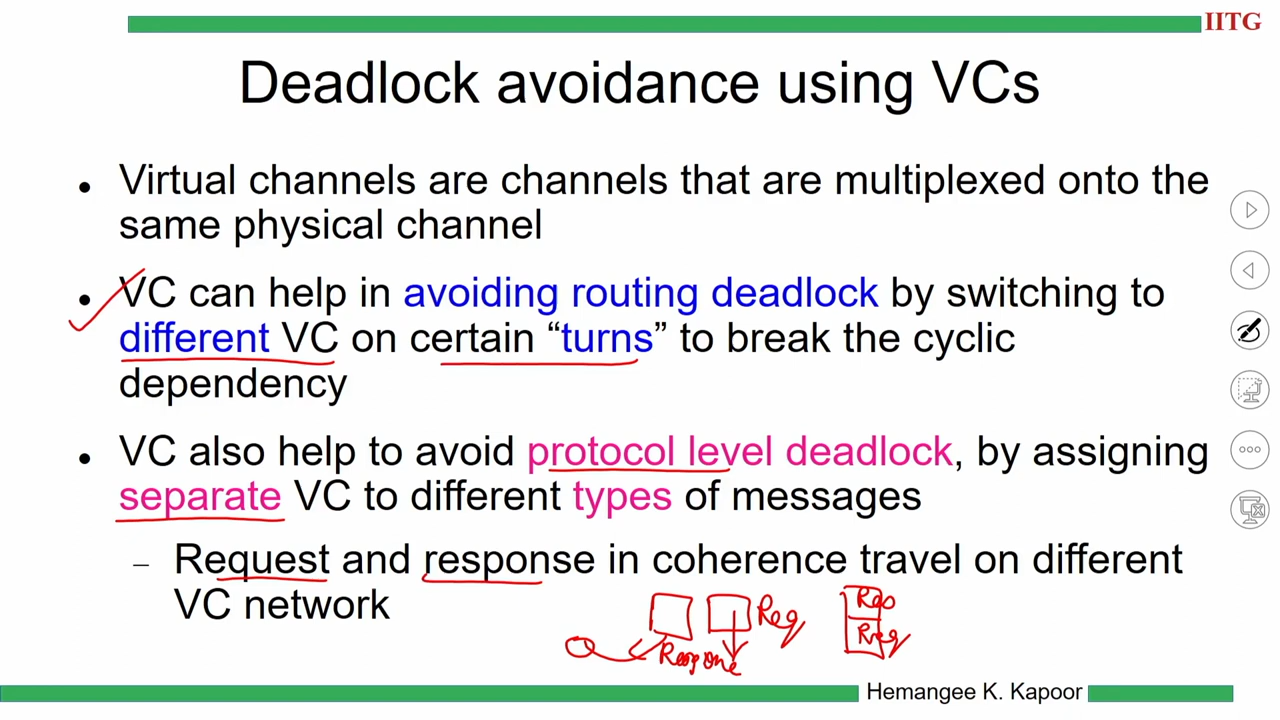 IITG
Deadlock avoidance using VCs
• Virtual channels are channels that are multiplexed onto the
same physical channel
• VC can help in avoiding routing deadlock by switching to
different VC on certain “turns” to break the cyclic
dependency
• VC also help to avoid protocol level deadlock, by assigning
separate VC to different types of messages
– Request and response in coherence travel on different
VC network
Req
Req
Hemangee K. Kapoor